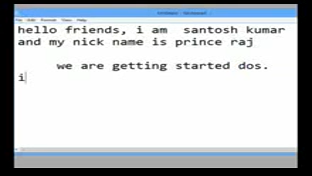 hello friends, i am  santosh kumar
and my nick name is prince raj
we are getting started dos.
i